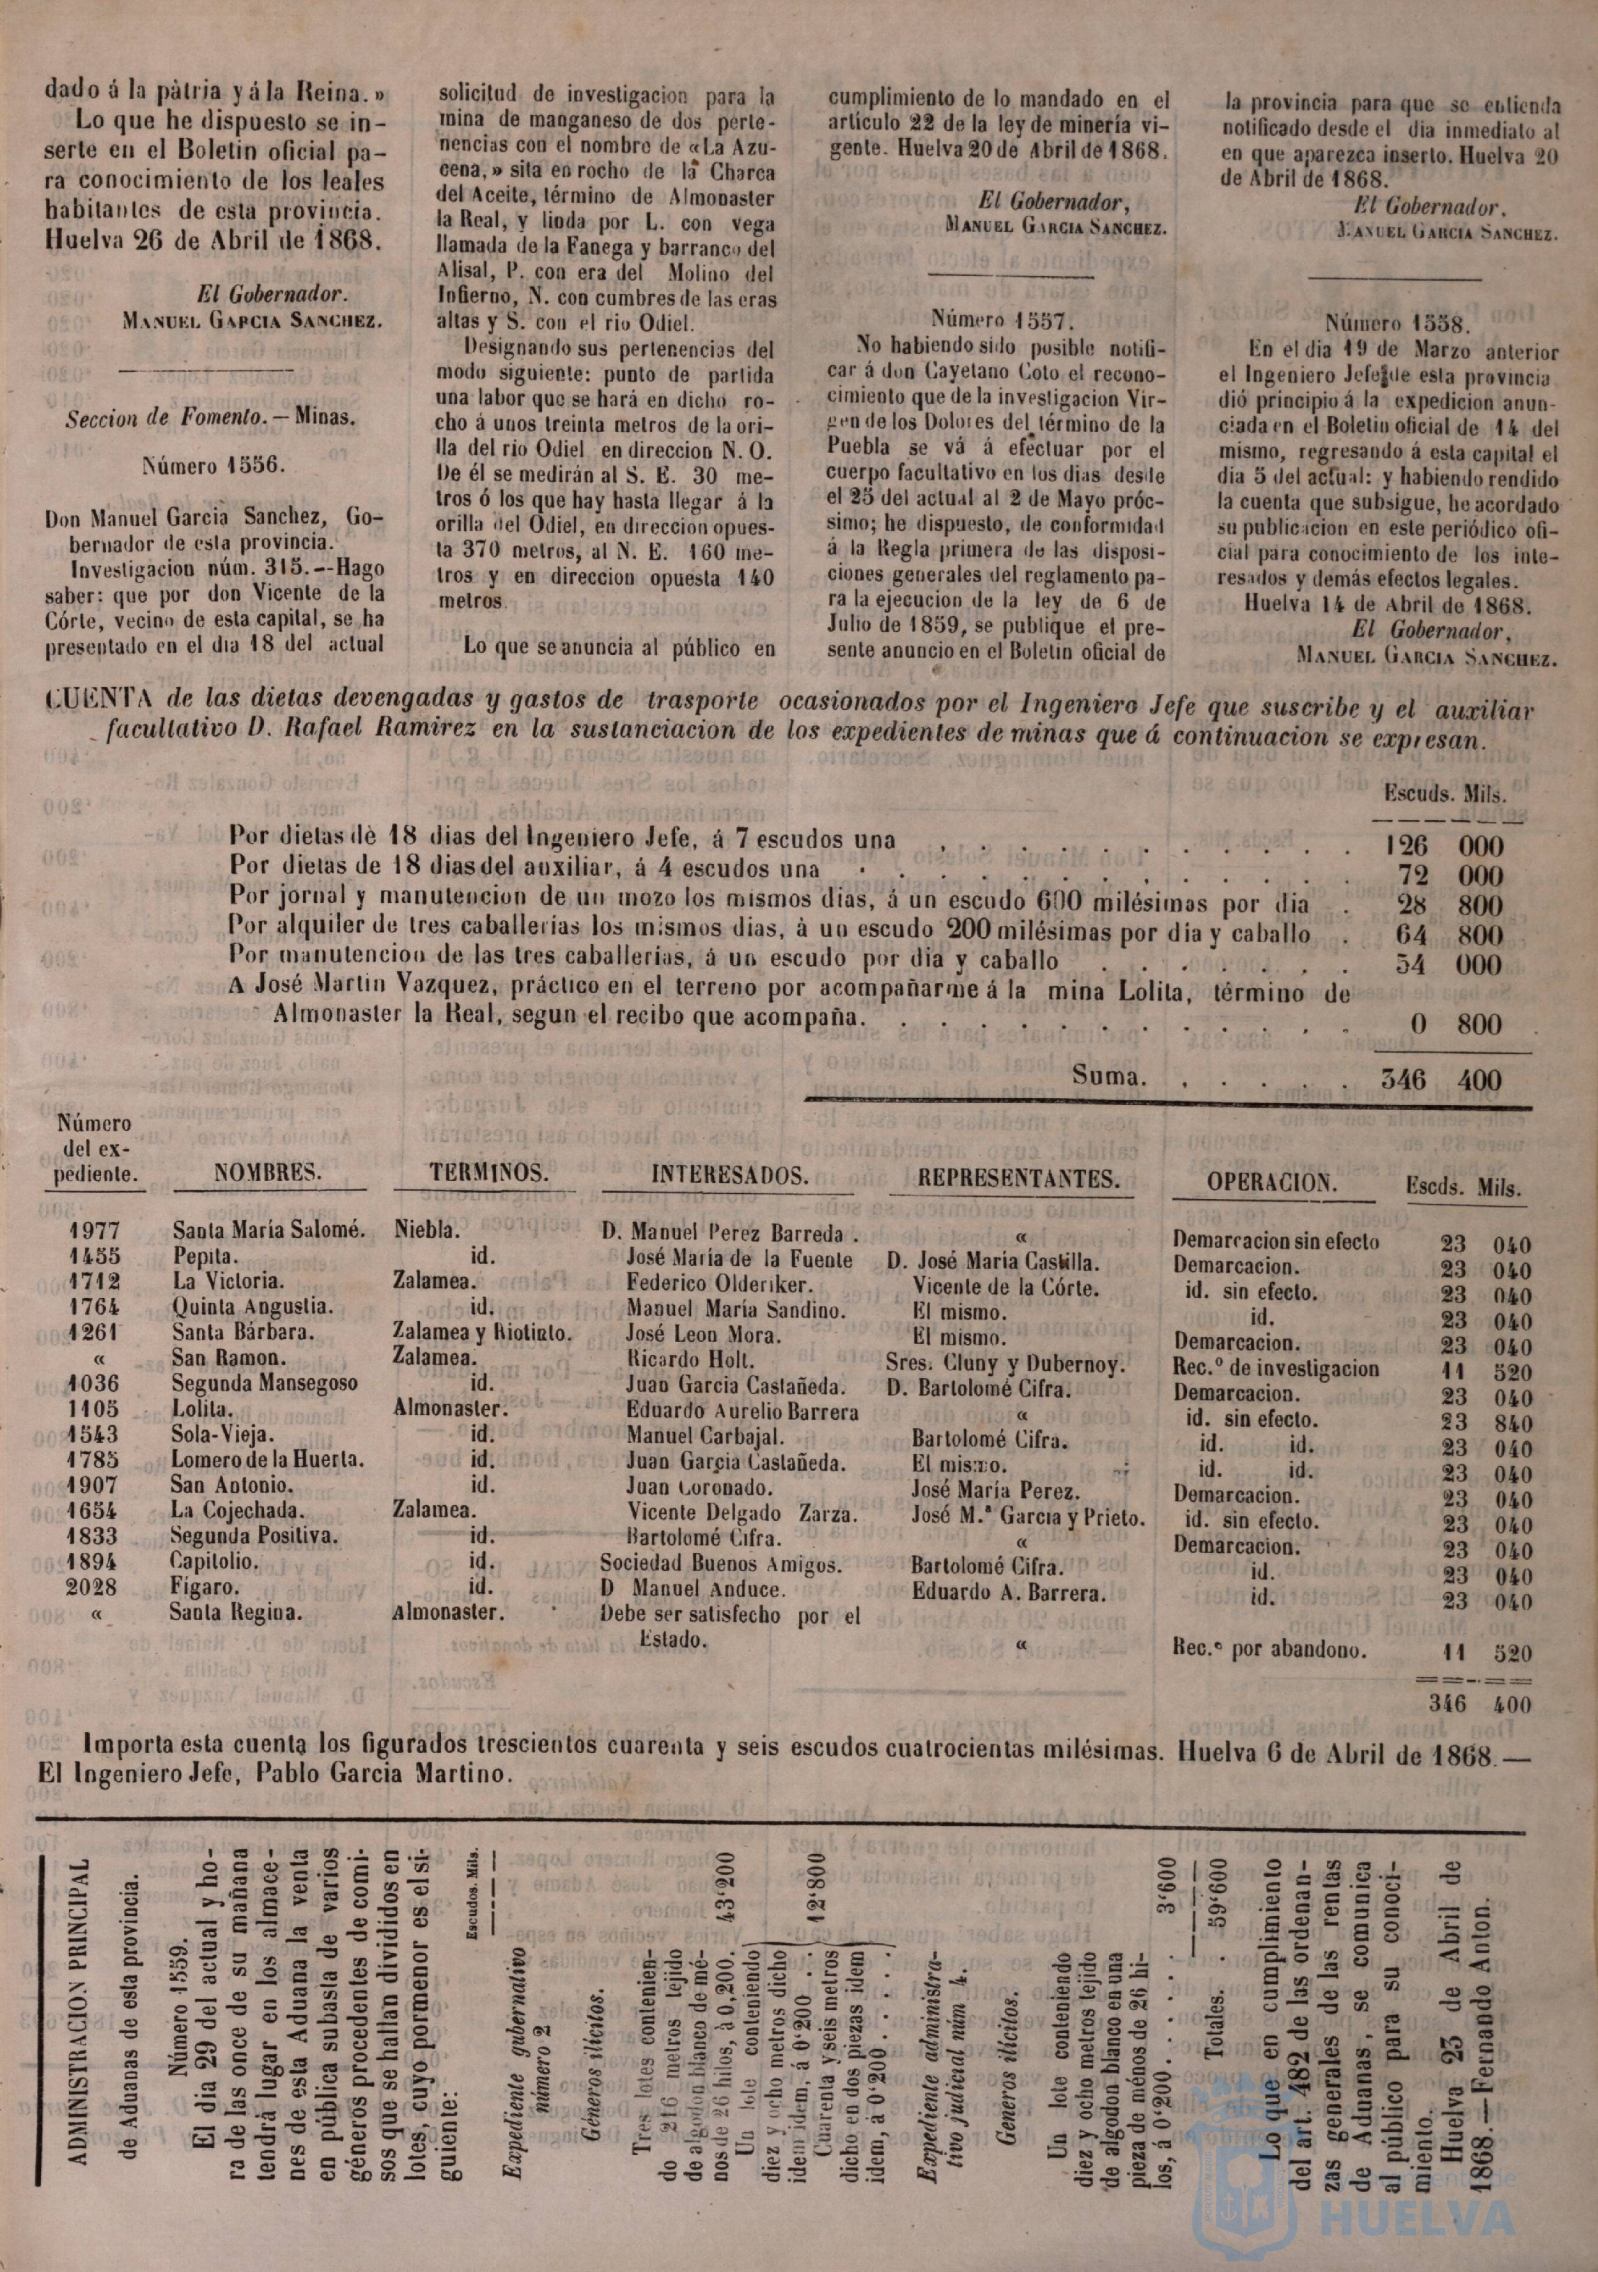 dado á la pàtria y á la Reina. »
Lo que he dispuesto se in-
serte en el Boletin oficial pa-
ra conocimiento de los leales
habitantes de esta provincia.
Huelva 26 de Abril de 1868.
El Gobernador.
MANUEL GARCIA SANCHEZ.
Seccion de Fomento. — Minas.
Número 1556.
Don Manuel Garcia Sanchez, Go-
bernador de esta provincia.
Investigacion núm. 315.--Hago
saber: que por don Vicente de la
Córte, vecino de esta capital, se ha
presentado en el dia 18 del actual
solicitud de investigacion para la
mina de manganeso de dos perte-
nencias con el nombre de «La Azu-
cena,» sita en rocho de la Charca
del Aceite, término de Almonaster
la Real, y linda por L. con vega
llamada de la Fanega y barranco del
Alisal, P. con era del Molino del
Infierno, N. con cumbres de las eras
altas y S. con el rio Odiel.
Designando sus pertenencias del
modo siguiente: punto de partida
una labor que se hará en dicho ro-
cho á unos treinta metros de la ori-
lla del rio Odiel en direccion N. O.
De él se medirán al S. E. 30 me-
tros ó los que hay hasta llegar á la
orilla del Odiel, en direccion opues-
ta 370 metros, al N. E. 160 me-
tros y en direccion opuesta 140
metros.
Lo que se anuncia al público en
cumplimiento de lo mandado en el
artículo 22 de la ley de minería vi-
gente. Huelva 20 de Abril de 1868.
El Gobernador,
MANUEL GARCIA SANCHEZ.
Número 1557.
No habiendo sido posible notifi-
car á don Cayetano Coto el recono-
cimiento que de la investigacion Vir-
gen de los Dolores del término de la
Puebla se vá á efectuar por el
cuerpo facultativo en los dias desde
el 25 del actual al 2 de Mayo próc-
simo; he dispuesto, de conformidad
á la Regla primera de las disposi-
ciones generales del reglamento pa-
ra la ejecucion de la ley de 6 de
Julio de 1859, se publique el pre-
sente anuncio en el Boletin oficial de
la provincia para que se entienda
notificado desde el dia inmediato al
en que aparezca inserto. Huelva 20
de Abril de 1868.
El Gobernador.
MANUEL GARCIA SANCHEZ.
Número 1558.
En el dia 19 de Marzo anterior
el Ingeniero Jefe de esta provincia
dió principio á la expedicion anun-
ciada en el Boletin oficial de 14 del
mismo, regresando á esta capital el
dia 5 del actual: y habiendo rendido
la cuenta que subsigue, he acordado
su publicacion en este periódico ofi-
cial para conocimiento de los inte-
resados y demás efectos legales.
Huelva 14 de Abril de 1868.
El Gobernador,
MANUEL GARCIA SANCHEZ.
CUENTA de las dietas devengadas y gastos de trasporte ocasionados por el Ingeniero Jefe que suscribe y el auxiliar
facultativo D. Rafael Ramirez en la sustanciacion de los expedientes de minas que á continuacion se expresan.
Escuds. Mils.
Por dietas dè 18 dias del Ingeniero Jefe, á 7 escudos una . . . . . . . . . . . 126 000
Por dietas de 18 dias del auxiliar, á 4 escudos una . . . . . . . . . . . . . 72 000
Por jornal y manutencion de un mozo los mismos dias, á un escudo 600 milésimas por dia . 28 800
Por alquiler de tres caballerías los mismos dias, à un escudo 200 milésimas por dia y caballo . 64 800
Por manutencion de las tres caballerias, á un escudo por dia y caballo . . . . . . . 54 000
A José Martin Vazquez, práctico en el terreno por acompañarme á la mina Lolita, término de
Almonaster la Real, segun el recibo que acompaña. . . . . . . . . . . . . 0 800
Suma. . . . . . 346 400
Número
del ex-
pediente. NOMBRES. TERMINOS. INTERESADOS. REPRESENTANTES. OPERACION. Escds. Mils.
1977 Santa María Salomé. Niebla. D. Manuel Perez Barreda . « Demarcacion sin efecto 23 040
1455 Pepita. id. José María de la Fuente D. José María Castilla. Demarcacion. 23 040
1712 La Victoria. Zalamea. Federico Olderiker. Vicente de la Córte. id. sin efecto. 23 040
1764 Quinta Angustia. id. Manuel María Sandino. El mismo. id. 23 040
1261 Santa Bárbara. Zalamea y Riotinto. José Leon Mora. El mismo. Demarcacion. 23 040
« San Ramon. Zalamea. Ricardo Holt. Sres. Cluny y Dubernoy. Rec.º de investigacion 11 520
1036 Segunda Mansegoso id. Juan Garcia Castañeda. D. Bartolomé Cifra. Demarcacion. 23 040
1105 Lolita. Almonaster. Eduardo Aurelio Barrera « id. sin efecto. 23 840
1543 Sola-Vieja. id. Manuel Carbajal. Bartolomé Cifra. id. id. 23 040
1785 Lomero de la Huerta. id. Juan Garcia Castañeda. El mismo. id. id. 23 040
1907 San Antonio. id. Juan Coronado. José María Perez. Demarcacion. 23 040
1654 La Cojechada. Zalamea. Vicente Delgado Zarza. José M.ª Garcia y Prieto. id. sin efecto. 23 040
1833 Segunda Positiva. id. Bartolomé Cifra. « Demarcacion. 23 040
1894 Capitolio. id. Sociedad Buenos Amigos. Bartolomé Cifra. id. 23 040
2028 Fígaro. id. D Manuel Anduce. Eduardo A. Barrera. id. 23 040
« Santa Regina. Almonaster. Debe ser satisfecho por el
Estado. « Rec.º por abandono. 11 520
346 400
Importa esta cuenta los figurados trescientos cuarenta y seis escudos cuatrocientas milésimas. Huelva 6 de Abril de 1868.—
El Ingeniero Jefe, Pablo Garcia Martino.
ADMINISTRACION PRINCIPAL
de Aduanas de esta provincia.
Número 1559.
El dia 29 del actual y ho-
ra de las once de su mañana
tendrá lugar en los almace-
nes de esta Aduana la venta
en pública subasta de varios
géneros procedentes de comi-
sos que se hallan divididos en
lotes, cuyo pormenor es el si-
guiente:
Escudos. Mils.
Expediente gubernativo
número 2
Géneros ilícitos.
Tres lotes contenien-
do 216 metros tejido
de algodon blanco de mé-
nos de 26 hilos, à 0,200. 43'200
Un lote conteniendo
diez y ocho metros dicho
idem idem, á 0'200 . .
Cuarenta y seis metros
dicho en dos piezas idem
idem, á 0'200 . . . . 12'800
Expediente administra-
tivo judicial núm 4.
Generos ilícitos.
Un lote conteniendo
diez y ocho metros tejido
de algodon blanco en una
pieza de ménos de 26 hi-
los, á 0'200. . . . . . 3'600
Totales. . 59'600
Lo que en cumplimiento
del art. 482 de las ordenan-
zas generales de las rentas
de Aduanas, se comunica
al público para su conoci-
miento.
Huelva 23 de Abril de
1868.—Fernando Anton.
HUELVA